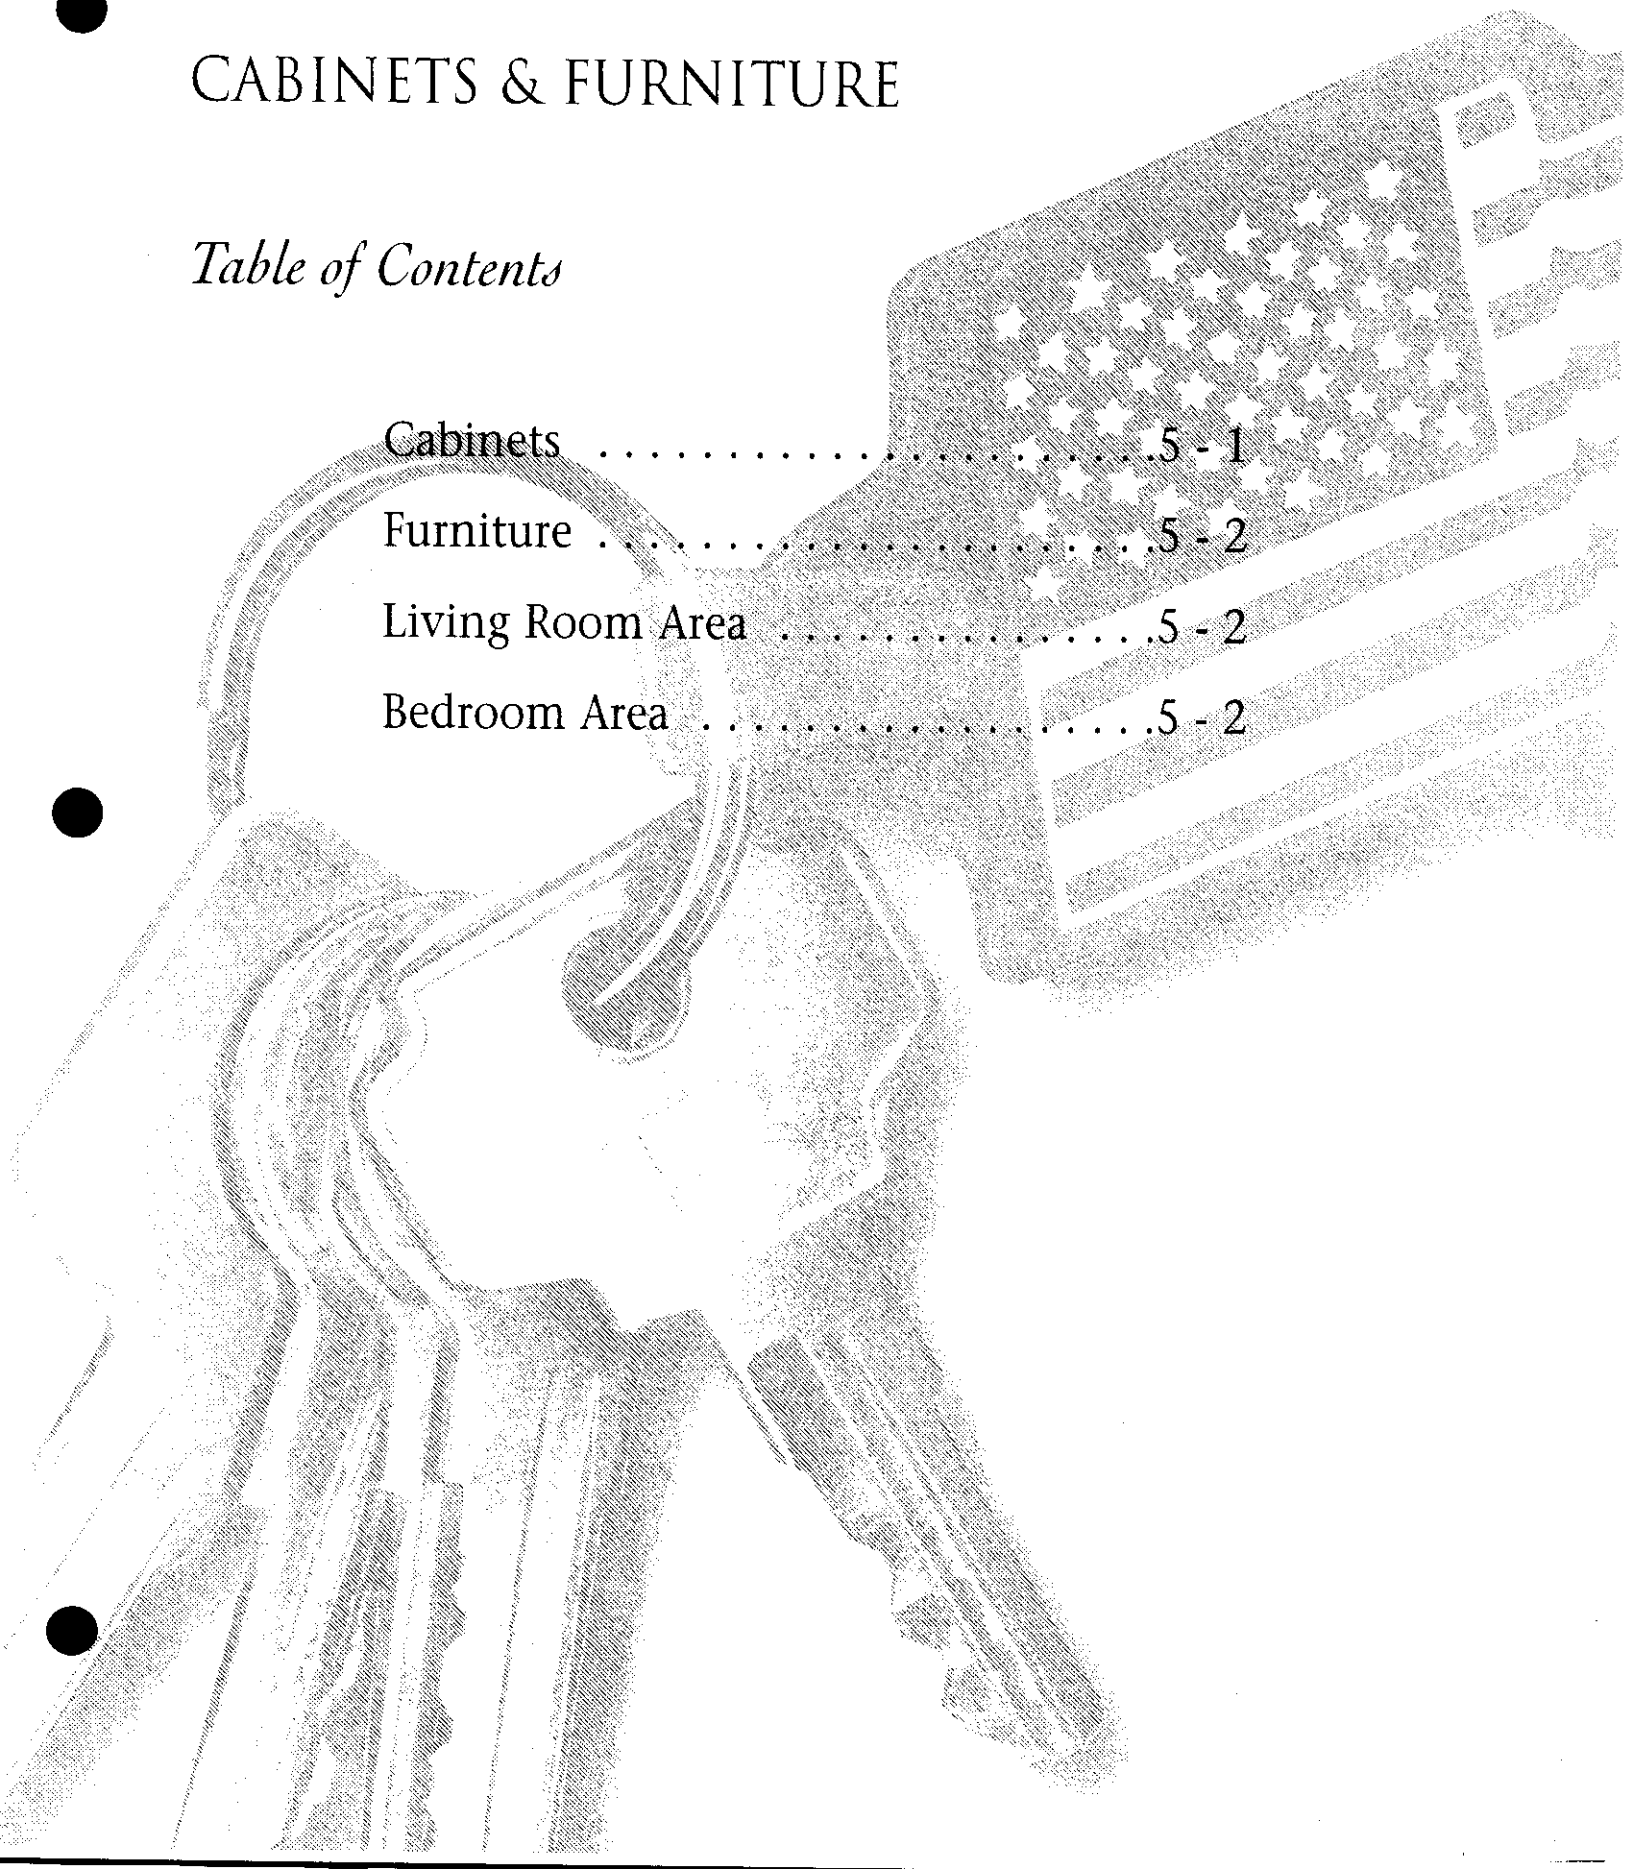 CABINETS & FURNITURE
Table of Contents
Cabinets . . . . . . . . . . . . . . . . . . . . . .5 - 1
Furniture . . . . . . . . . . . . . . . . . . . . . .5 - 2
Living Room Area . . . . . . . . . . . . . . .5 - 2
Bedroom Area . . . . . . . . . . . . . . . . . .5 - 2